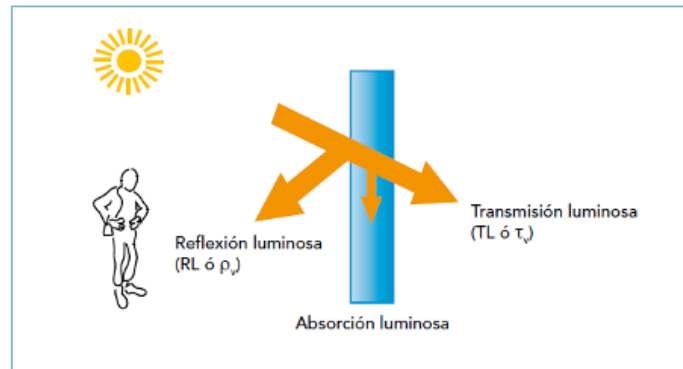 Transmisión luminosa
(TL ó τᵥ)
Reflexión luminosa
(RL ó ρᵥ)
Absorción luminosa